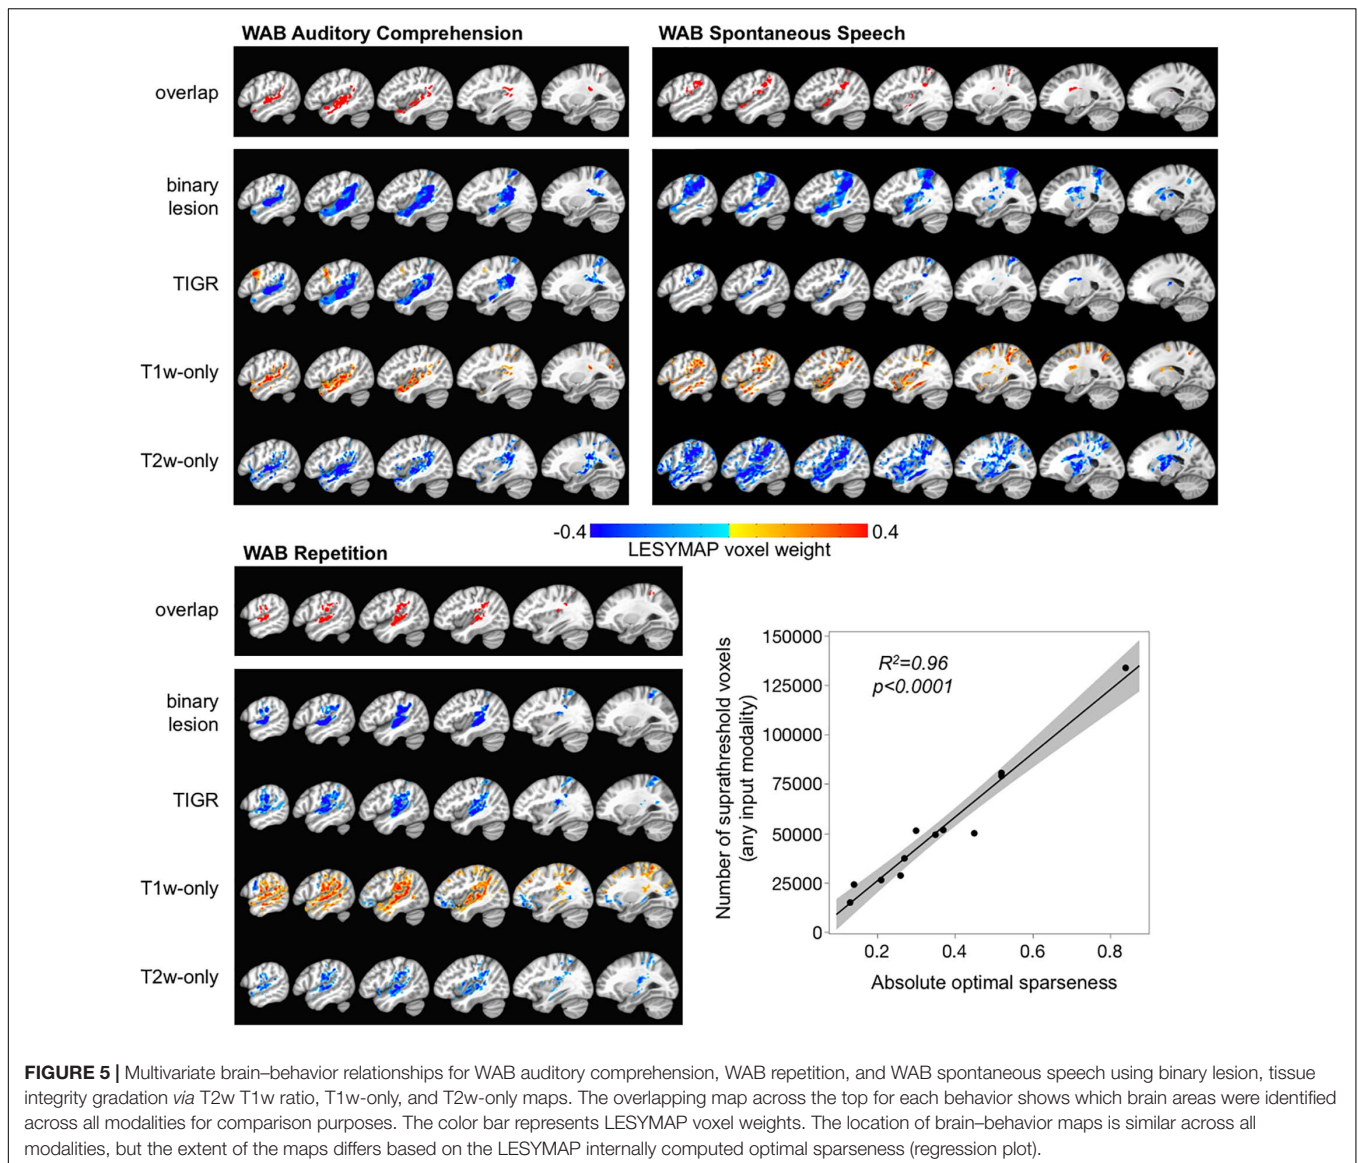 WAB Auditory Comprehension
overlap
binary
lesion
TIGR
T1w-only
T2w-only
WAB Spontaneous Speech
-0.4 0.4
LESYMAP voxel weight
WAB Repetition
overlap
binary
lesion
TIGR
T1w-only
T2w-only
Number of suprathreshold voxels
(any input modality)
150000
125000
100000
75000
50000
25000
0
R²=0.96
p<0.0001
0.2 0.4 0.6 0.8
Absolute optimal sparseness
FIGURE 5 | Multivariate brain–behavior relationships for WAB auditory comprehension, WAB repetition, and WAB spontaneous speech using binary lesion, tissue
integrity gradation via T2w T1w ratio, T1w-only, and T2w-only maps. The overlapping map across the top for each behavior shows which brain areas were identified
across all modalities for comparison purposes. The color bar represents LESYMAP voxel weights. The location of brain–behavior maps is similar across all
modalities, but the extent of the maps differs based on the LESYMAP internally computed optimal sparseness (regression plot).